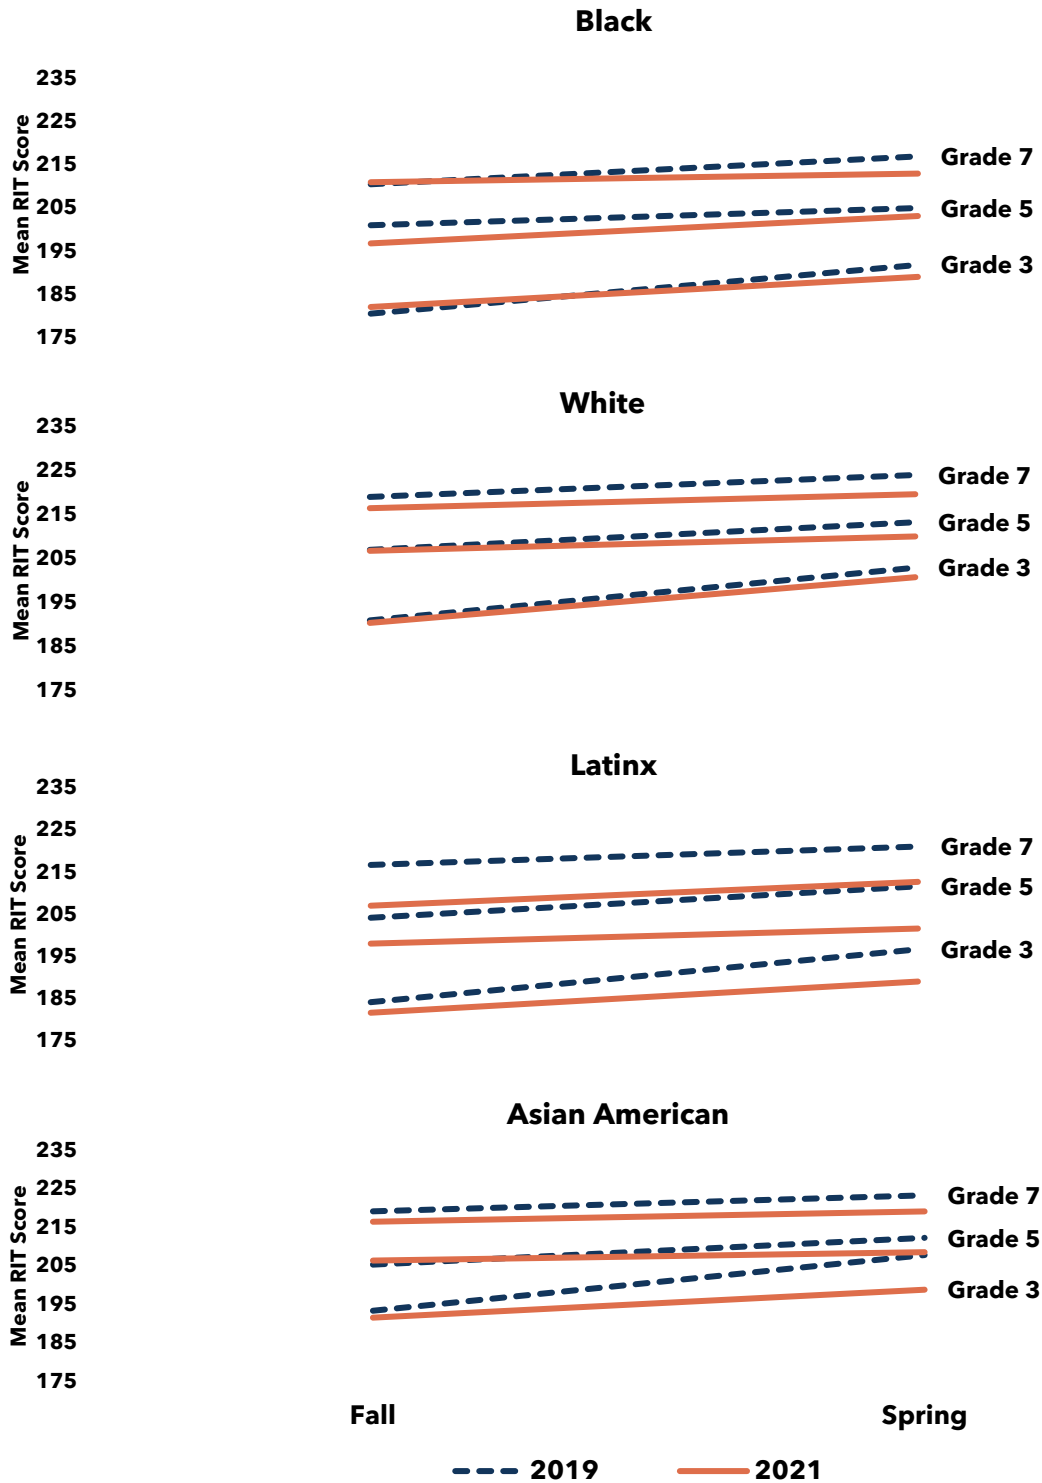 Black
Mean RIT Score
235
225
215
205
195
185
175
Grade 7
Grade 5
Grade 3
White
Mean RIT Score
235
225
215
205
195
185
175
Grade 7
Grade 5
Grade 3
Latinx
Mean RIT Score
235
225
215
205
195
185
175
Grade 7
Grade 5
Grade 3
Asian American
Mean RIT Score
235
225
215
205
195
185
175
Grade 7
Grade 5
Grade 3
Fall Spring
2019 2021